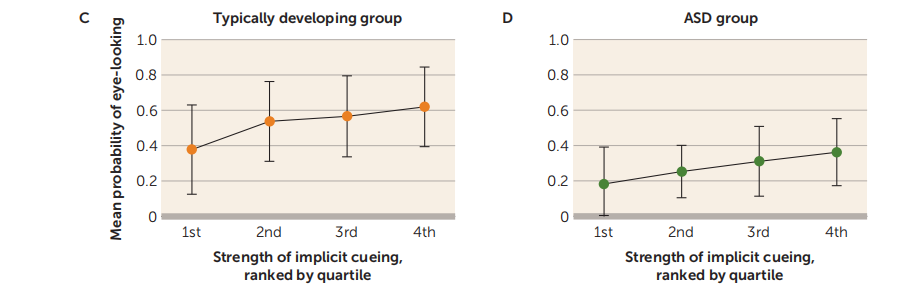 C
Typically developing group
Mean probability of eye-looking
1.0
0.8
0.6
0.4
0.2
0
1st 2nd 3rd 4th
Strength of implicit cueing,
ranked by quartile
D
ASD group
1.0
0.8
0.6
0.4
0.2
0
1st 2nd 3rd 4th
Strength of implicit cueing,
ranked by quartile